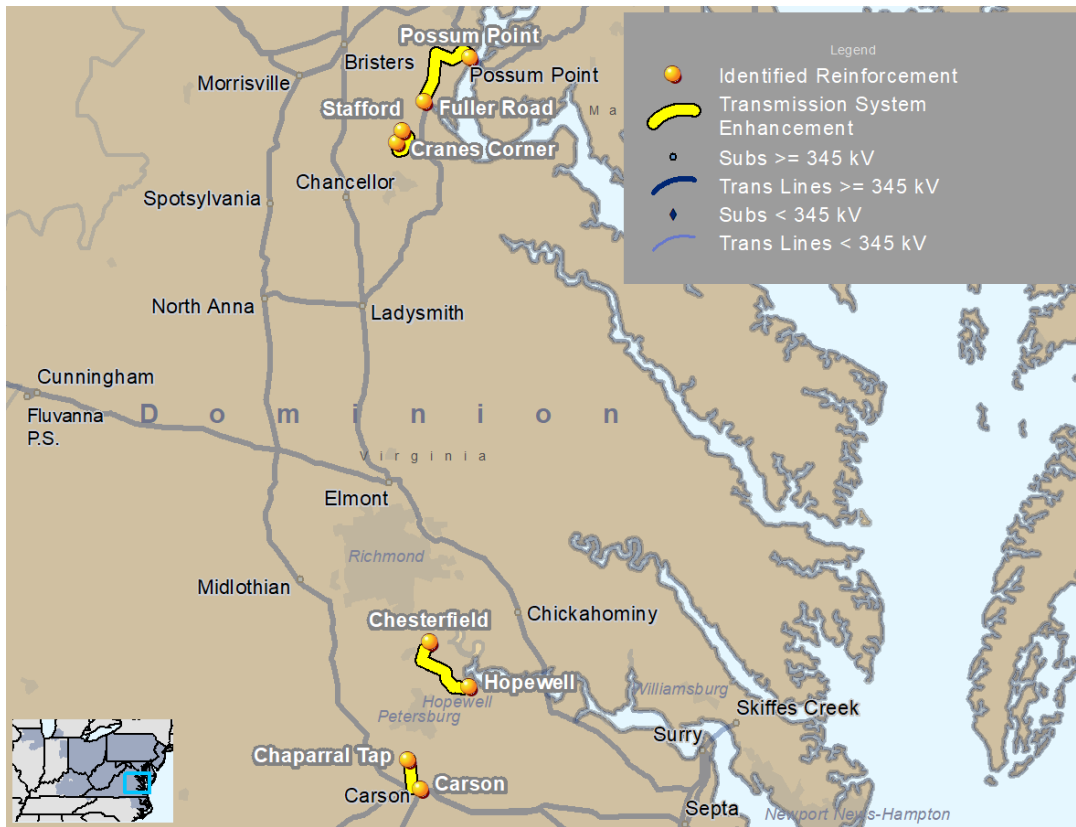 Possum Point
Bristers
Possum Point
Morrisville
Stafford
Fuller Road
Cranes Corner
Ma
Chancellor
Spotsylvania
North Anna
Ladysmith
Cunningham
Fluvanna
P.S.
Dominion
Virginia
Elmont
Richmond
Midlothian
Chickahominy
Chesterfield
Hopewell
Hopewell
Petersburg
Williamsburg
Skiffes Creek
Surry
Chaparral Tap
Carson
Carson
Septa
Newport News-Hampton
Legend
Identified Reinforcement
Transmission System
Enhancement
Subs >= 345 kV
Trans Lines >= 345 kV
Subs < 345 kV
Trans Lines < 345 kV